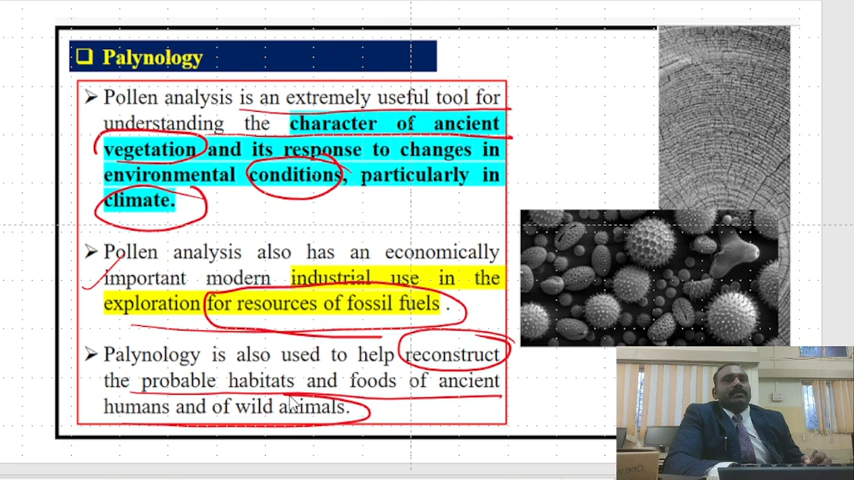 Palynology
Pollen analysis is an extremely useful tool for
understanding the character of ancient
vegetation and its response to changes in
environmental conditions, particularly in
climate.
Pollen analysis also has an economically
important modern industrial use in the
exploration for resources of fossil fuels .
Palynology is also used to help reconstruct
the probable habitats and foods of ancient
humans and of wild animals.